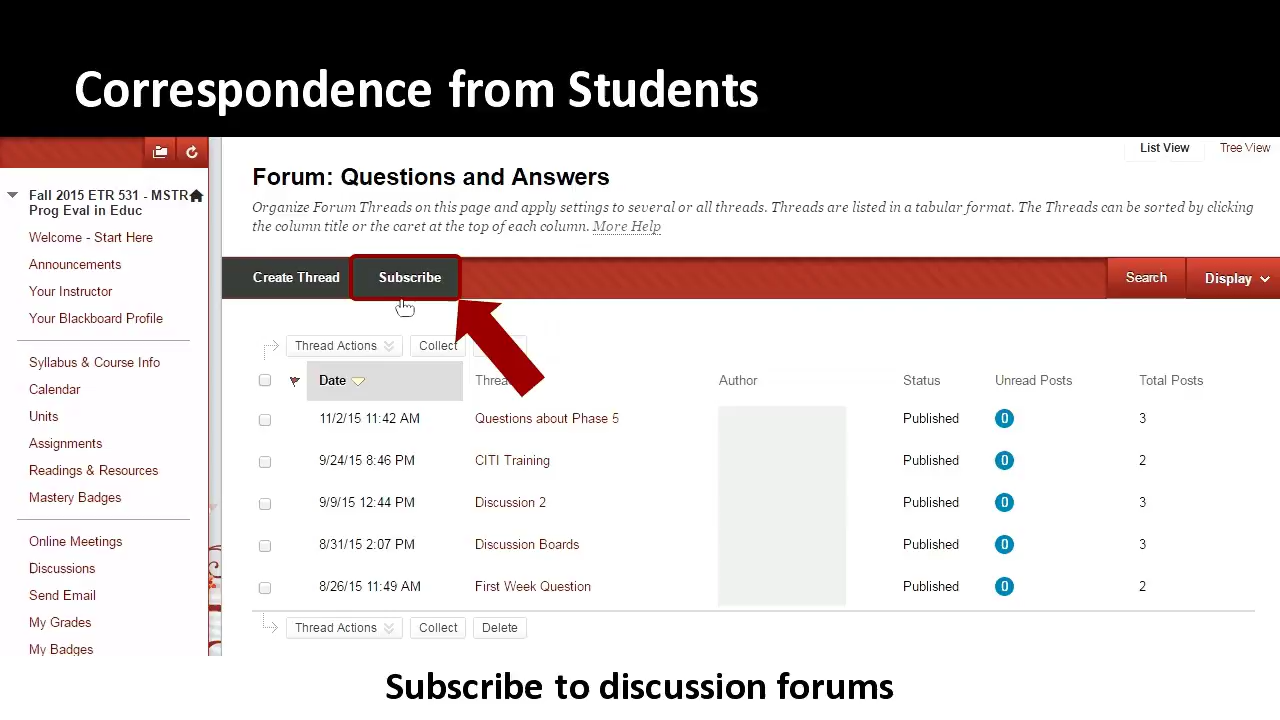 Correspondence from Students
List View
Tree View
Fall 2015 ETR 531 - MSTR
Prog Eval in Educ
Welcome - Start Here
Announcements
Your Instructor
Your Blackboard Profile
Syllabus & Course Info
Calendar
Units
Assignments
Readings & Resources
Mastery Badges
Online Meetings
Discussions
Send Email
My Grades
My Badges
Forum: Questions and Answers
Organize Forum Threads on this page and apply settings to several or all threads. Threads are listed in a tabular format. The Threads can be sorted by clicking
the column title or the caret at the top of each column. More Help
Create Thread Subscribe Search Display
Thread Actions Collect
Date Author Status Unread Posts Total Posts
11/2/15 11:42 AM Questions about Phase 5 Published 0 3
9/24/15 8:46 PM CITI Training Published 0 2
9/9/15 12:44 PM Discussion 2 Published 0 3
8/31/15 2:07 PM Discussion Boards Published 0 3
8/26/15 11:49 AM First Week Question Published 0 2
Thread Actions Collect Delete
Subscribe to discussion forums